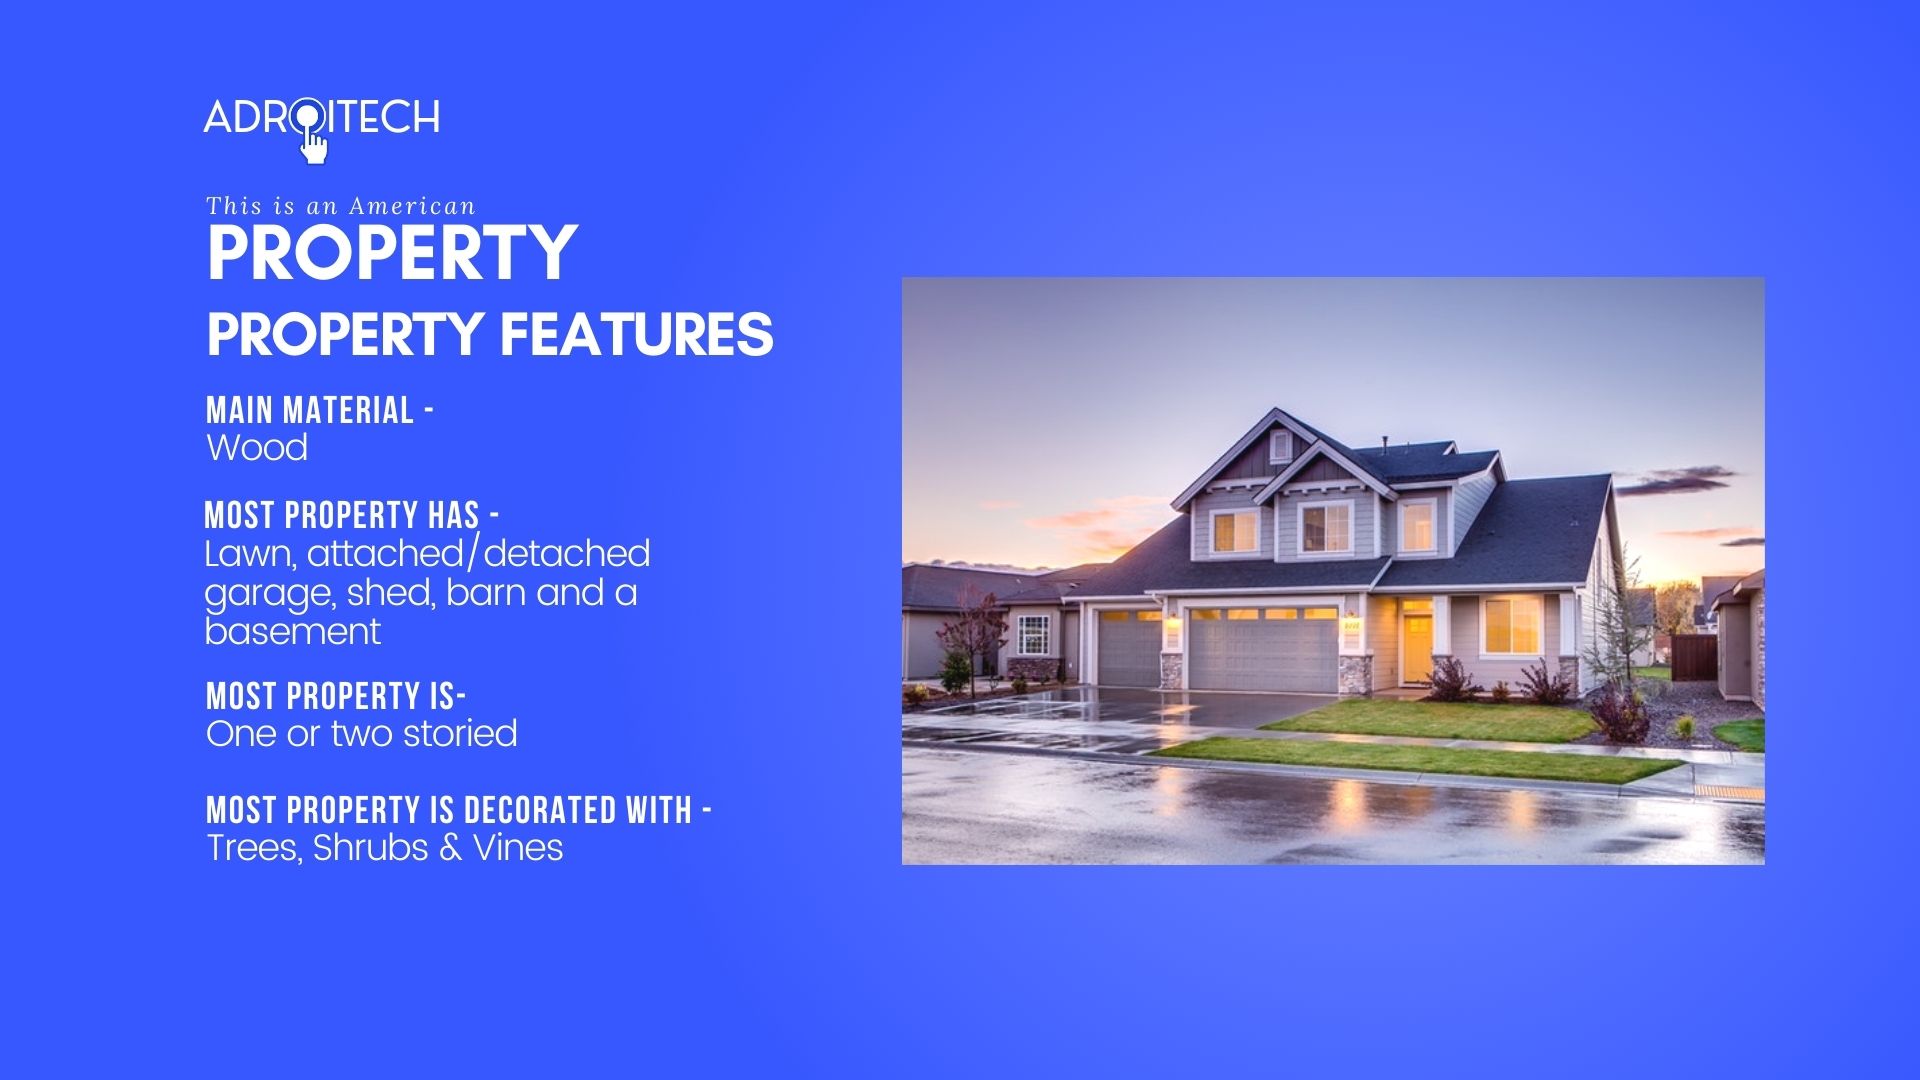 ADROITECH
This is an American
PROPERTY
PROPERTY FEATURES
MAIN MATERIAL -
Wood
MOST PROPERTY HAS -
Lawn, attached/detached
garage, shed, barn and a
basement
MOST PROPERTY IS-
One or two storied
MOST PROPERTY IS DECORATED WITH -
Trees, Shrubs & Vines